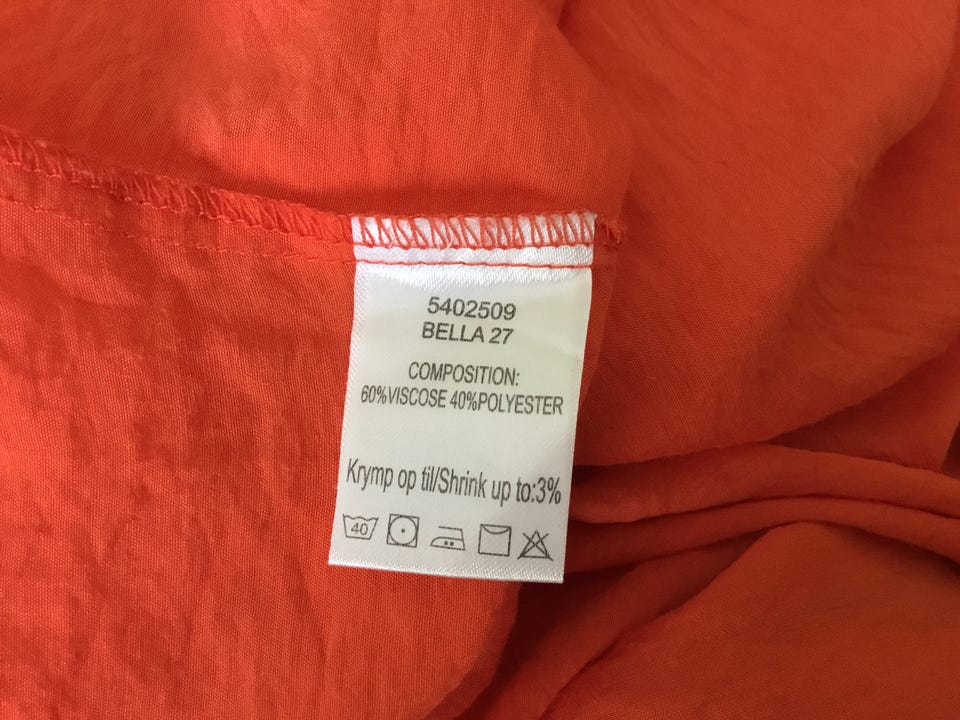 5402509
BELLA 27
COMPOSITION:
60%VISCOSE 40%POLYESTER
Krymp op til/Shrink up to:3%
40